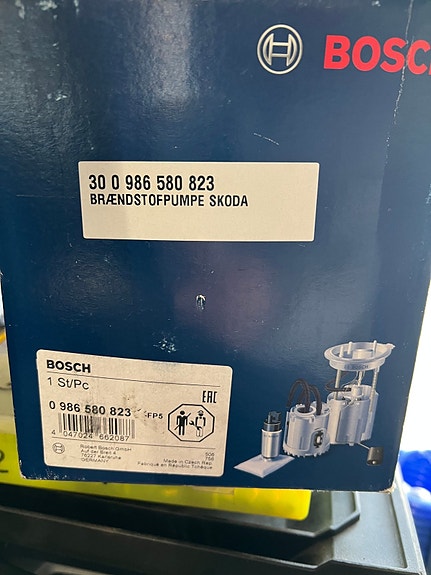 BOSCH
30 0 986 580 823
BRÆNDSTOFPUMPE SKODA
BOSCH
1 St/Pc
EAC
0 986 580 823
FP5
4 047024 662087
Robert Bosch GmbH
Auf der Breit 4
76227 Karlsruhe
GERMANY
Made in Czech Rep.
Fabriqué en République Tchèque